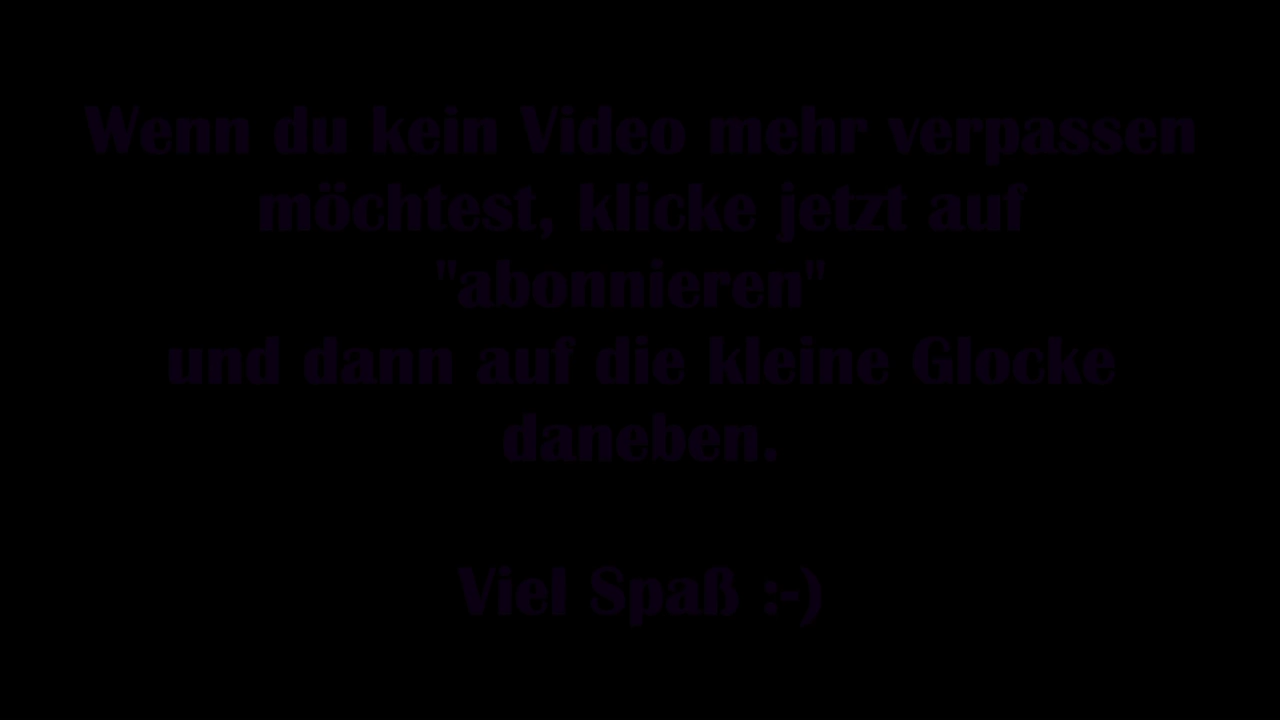 Wenn du kein Video mehr verpassen
möchtest, klicke jetzt auf
"abonnieren"
und dann auf die kleine Glocke
daneben.
Viel Spaß :-)